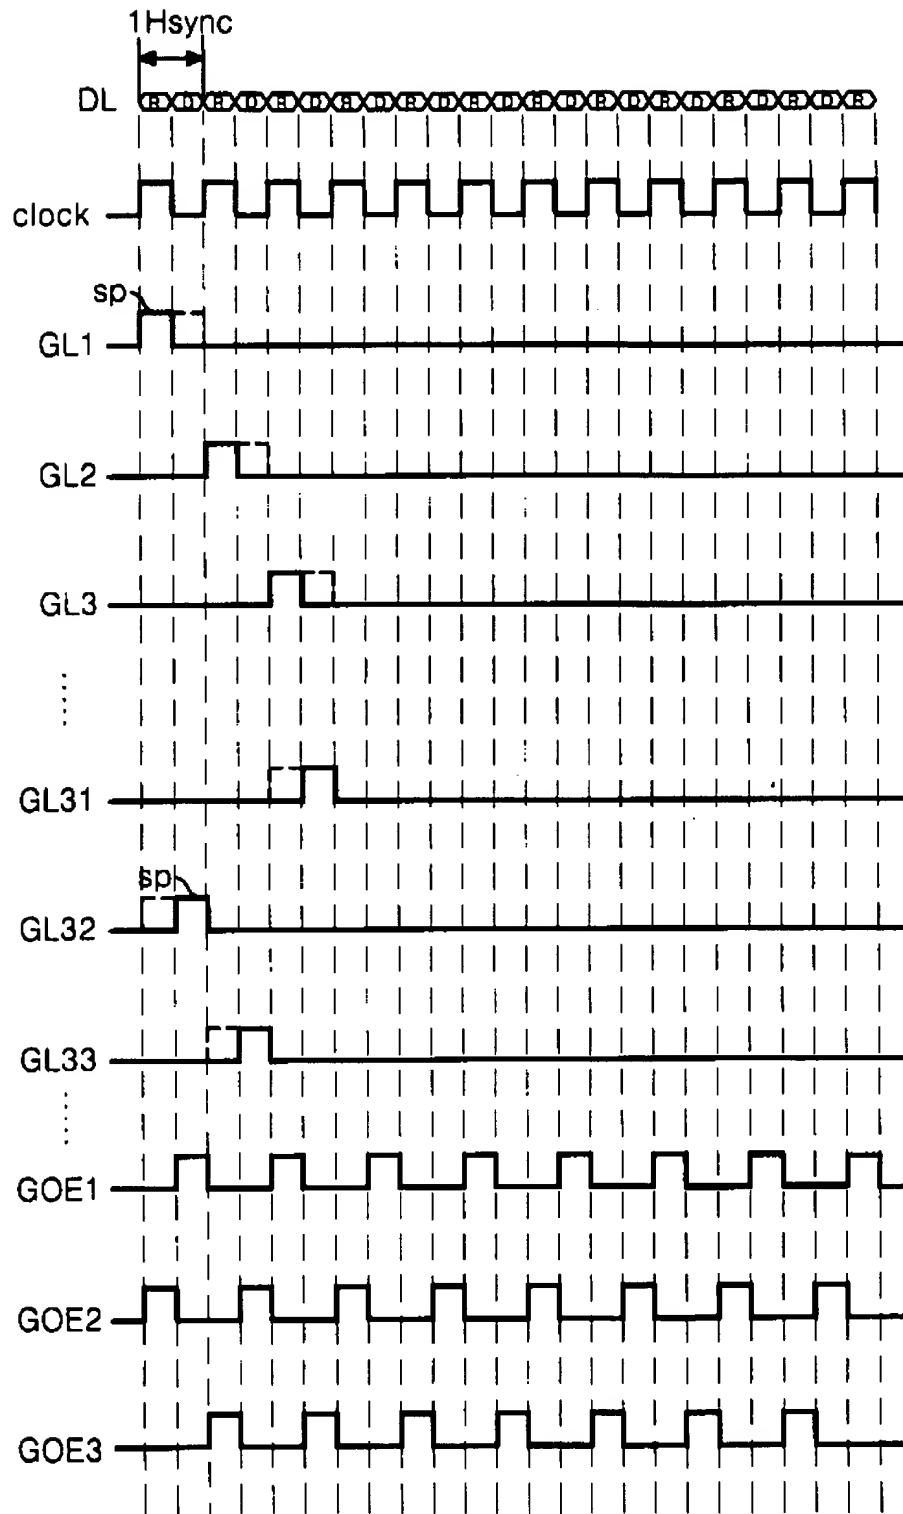 1Hsync
DL R D R D R D R D R D R D R D R D R D R D R
clock
sp
GL1
GL2
GL3
GL31
sp
GL32
GL33
GOE1
GOE2
GOE3